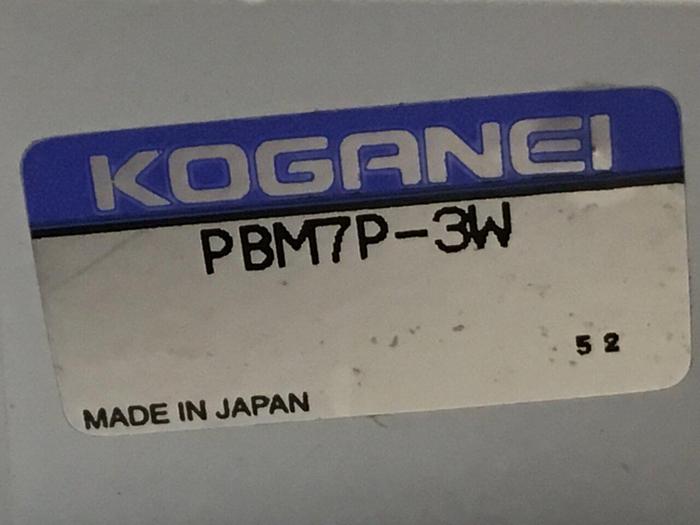 KOGANEI
PBM7P-3W
52
MADE IN JAPAN